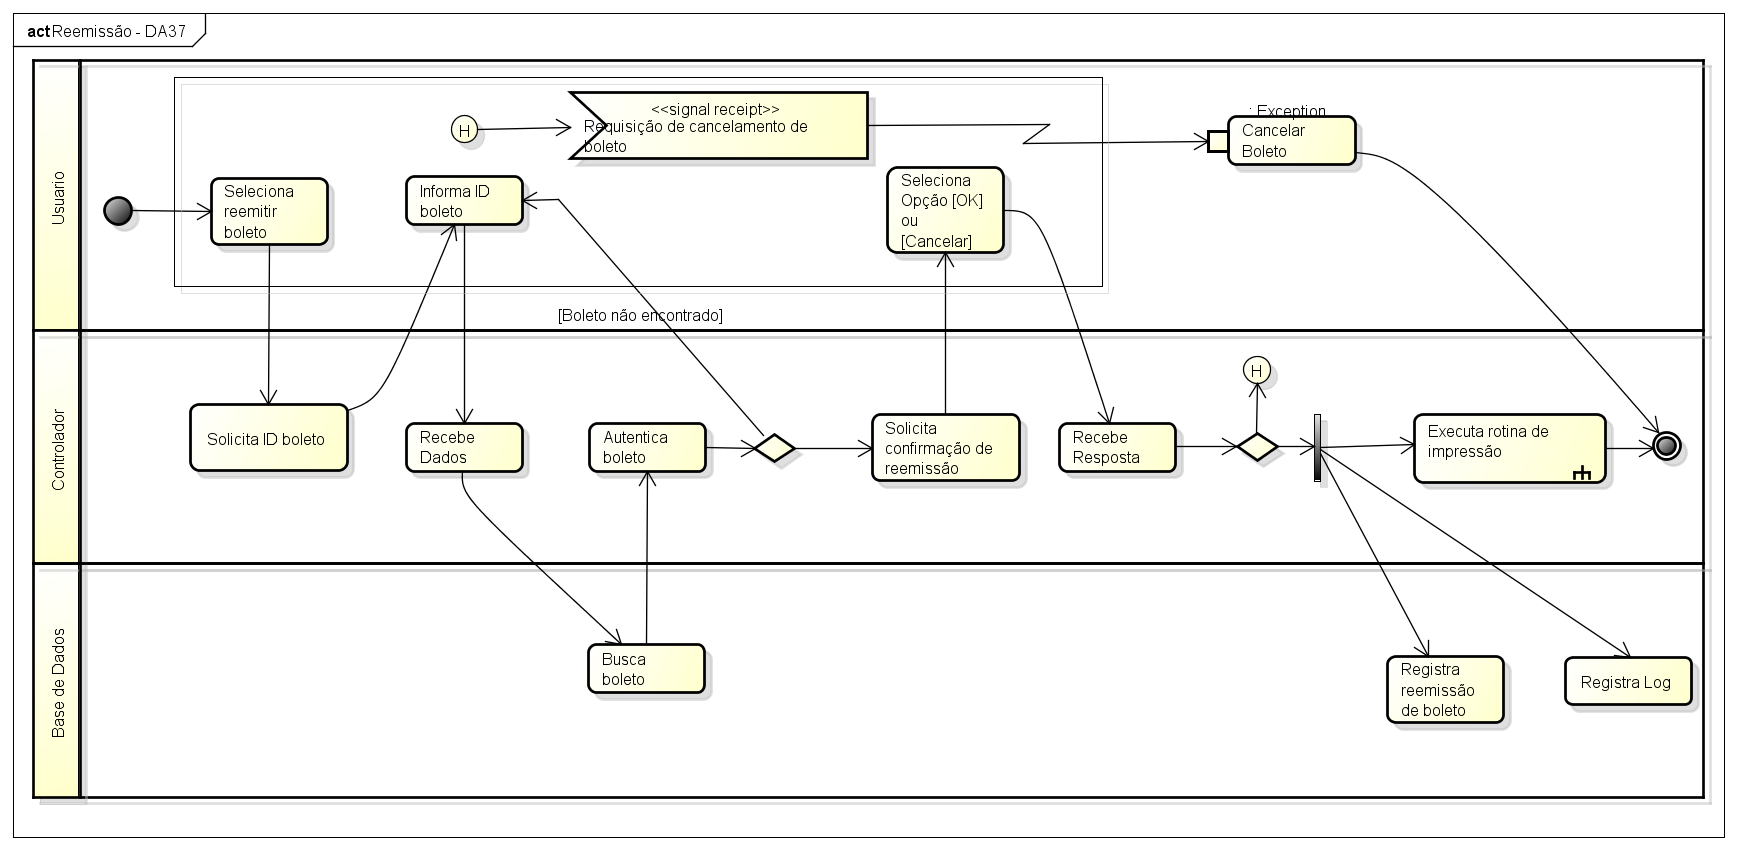 act Reemissão - DA37
Usuario
: Exception
Cancelar
Boleto
<<signal receipt>>
Requisição de cancelamento de
boleto
H
Seleciona
reemitir
boleto
Informa ID
boleto
Seleciona
Opção [OK]
ou
[Cancelar]
[Boleto não encontrado]
Controlador
Solicita ID boleto
Recebe
Dados
Autentica
boleto
Solicita
confirmação de
reemissão
Recebe
Resposta
H
Executa rotina de
impressão
Base de Dados
Busca
boleto
Registra
reemissão
de boleto
Registra Log